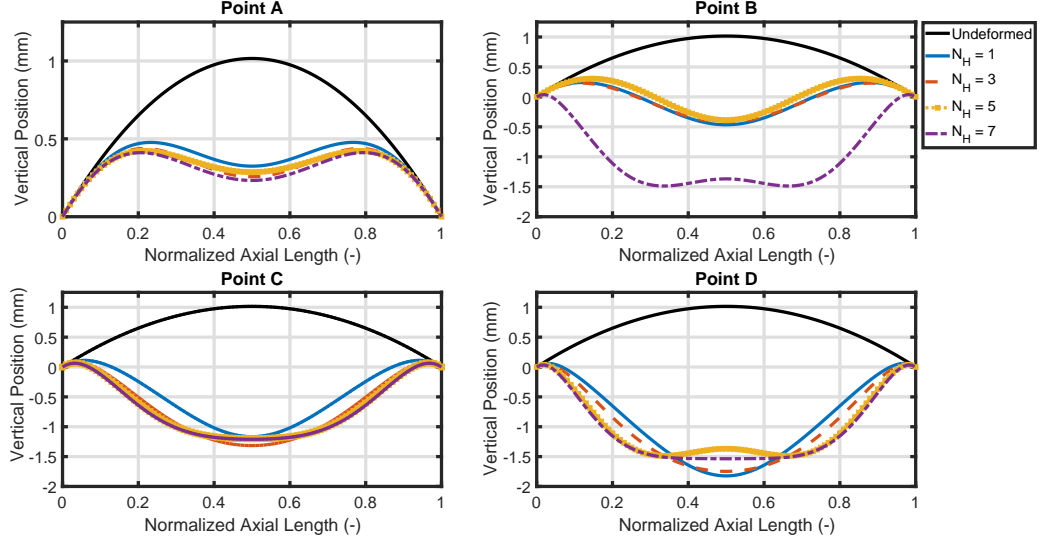 Point A
Vertical Position (mm)
1
0.5
0
0 0.2 0.4 0.6 0.8 1
Normalized Axial Length (-)
Point B
Vertical Position (mm)
1
0.5
0
-0.5
-1
-1.5
-2
0 0.2 0.4 0.6 0.8 1
Normalized Axial Length (-)
Undeformed
N_H = 1
N_H = 3
N_H = 5
N_H = 7
Point C
Vertical Position (mm)
1
0.5
0
-0.5
-1
-1.5
-2
0 0.2 0.4 0.6 0.8 1
Normalized Axial Length (-)
Point D
Vertical Position (mm)
1
0.5
0
-0.5
-1
-1.5
-2
0 0.2 0.4 0.6 0.8 1
Normalized Axial Length (-)